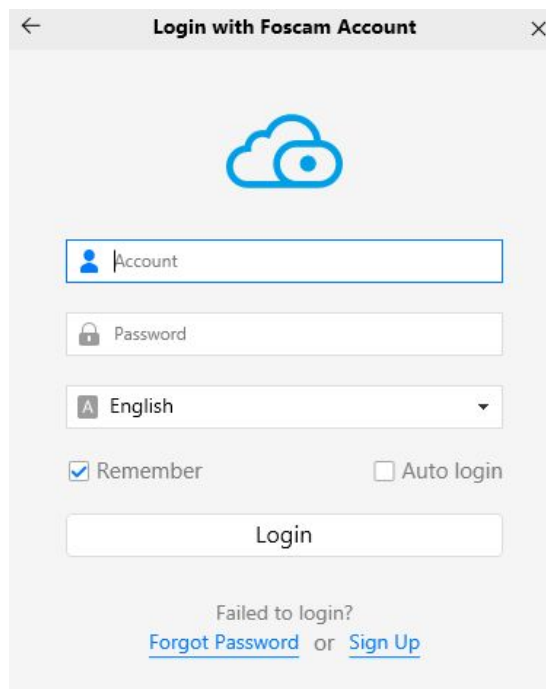 Login with Foscam Account
Account
Password
A English
Remember Auto login
Login
Failed to login?
Forgot Password or Sign Up